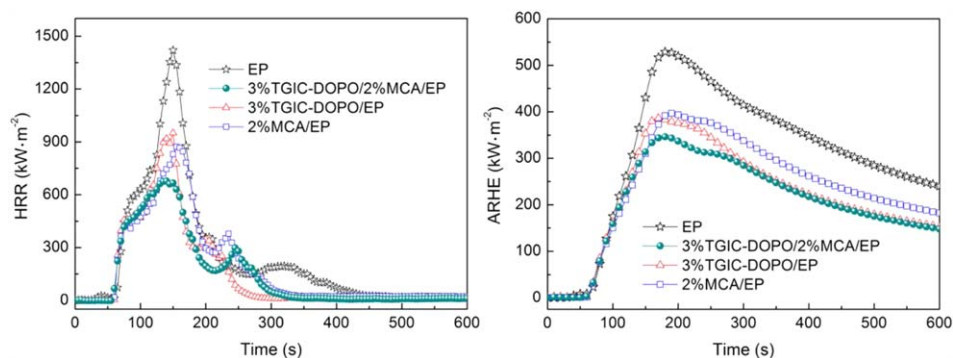 1500
1200
900
600
300
0
HRR (kW·m⁻²)
EP
3%TGIC-DOPO/2%MCA/EP
3%TGIC-DOPO/EP
2%MCA/EP
0 100 200 300 400 500 600
Time (s)
600
500
400
300
200
100
0
ARHE (kW·m⁻²)
EP
3%TGIC-DOPO/2%MCA/EP
3%TGIC-DOPO/EP
2%MCA/EP
0 100 200 300 400 500 600
Time (s)